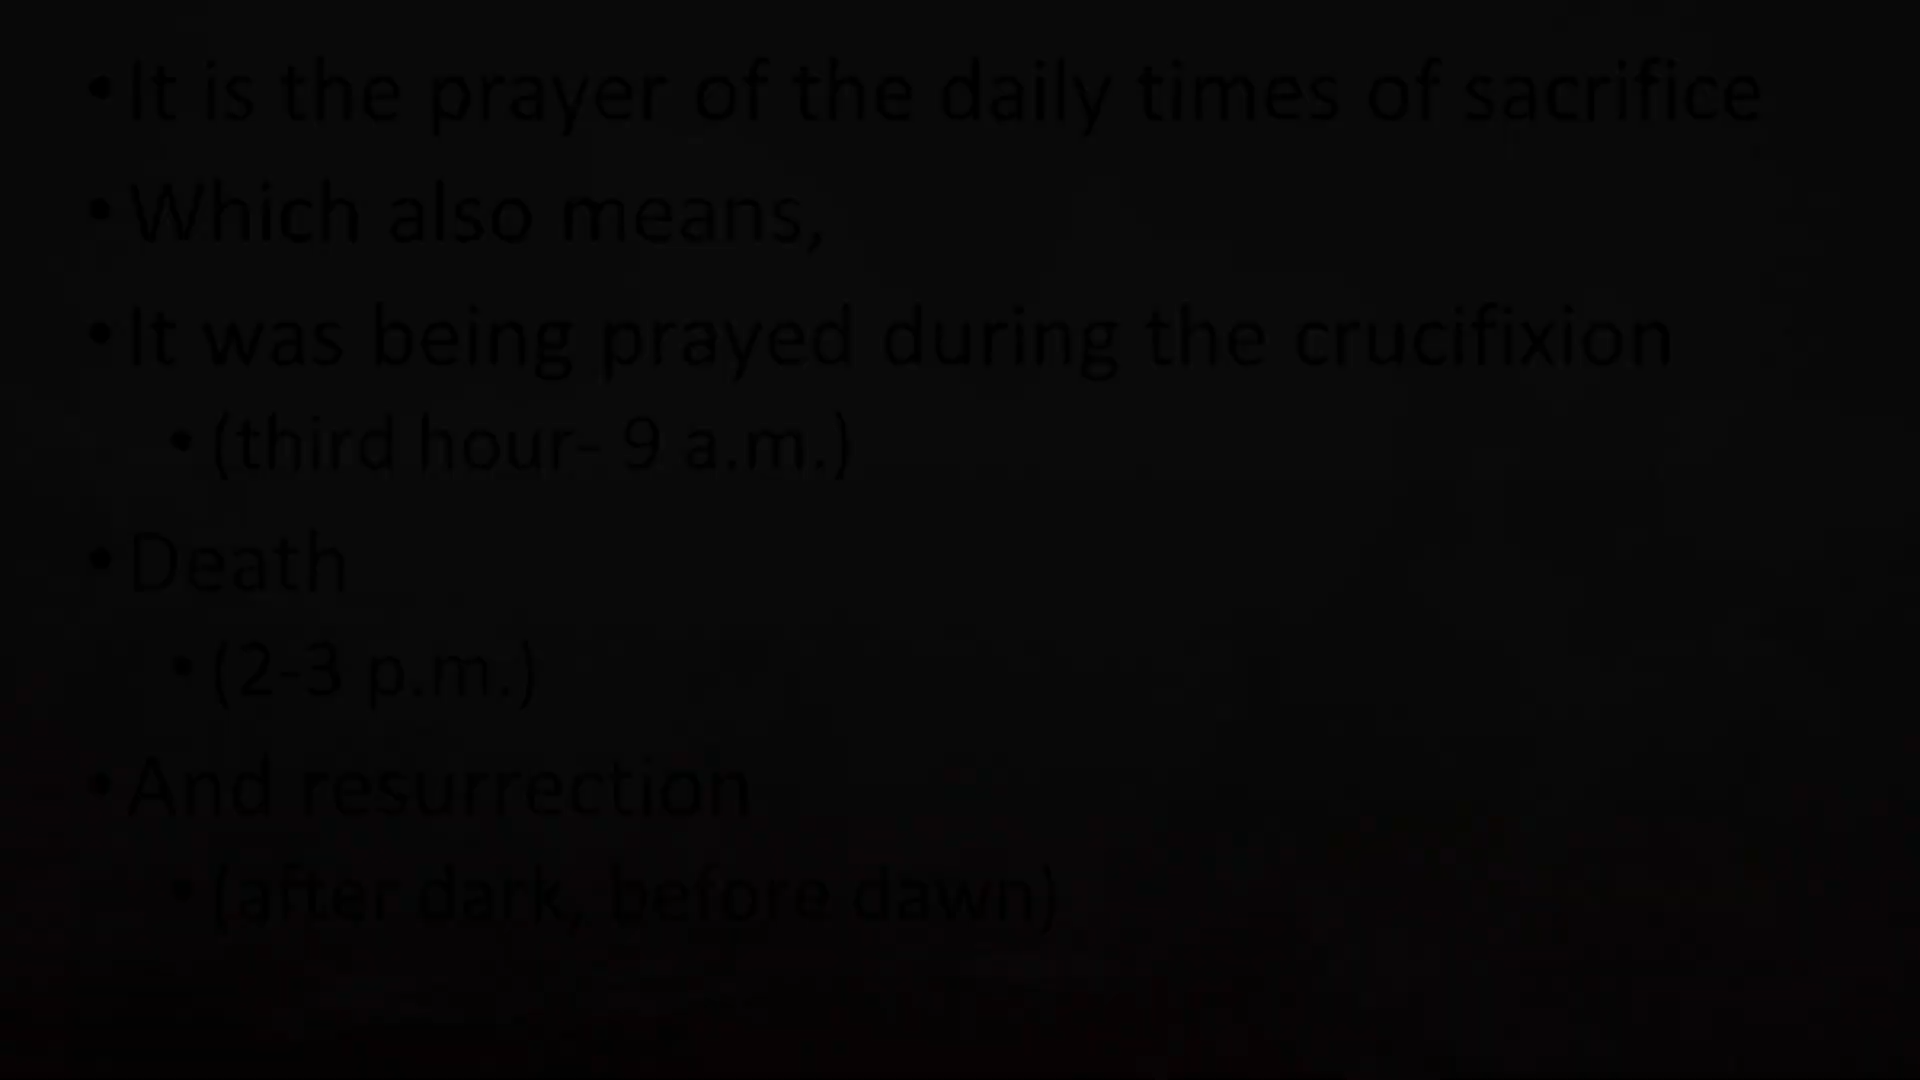 • It is the prayer of the daily times of sacrifice
• Which also means,
• It was being prayed during the crucifixion
• (third hour- 9 a.m.)
• Death
• (2-3 p.m.)
• And resurrection
• (after dark, before dawn)